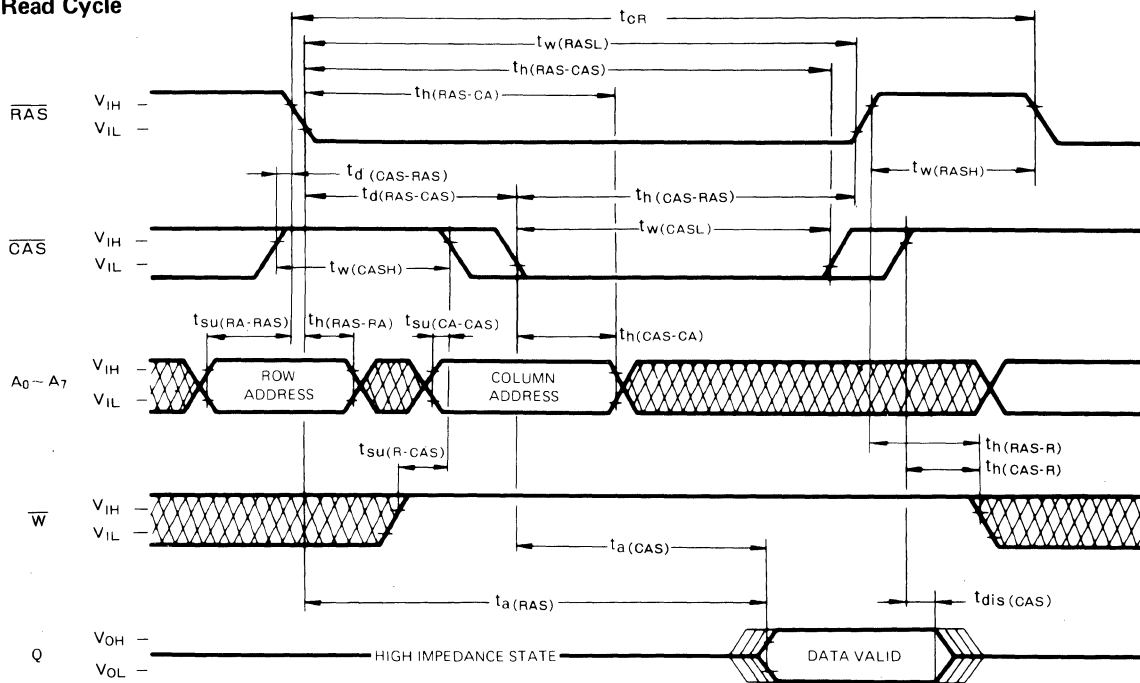 Read Cycle
tCR
tw(RASL)
th(RAS-CAS)
th(RAS-CA)
RAS
VIH
VIL
td(CAS-RAS)
tw(RASH)
td(RAS-CAS)
th(CAS-RAS)
tw(CASL)
CAS
VIH
VIL
tw(CASH)
tsu(RA-RAS)
th(RAS-RA)
tsu(CA-CAS)
th(CAS-CA)
A0~A7
VIH
VIL
ROW ADDRESS
COLUMN ADDRESS
tsu(R-CAS)
th(RAS-R)
th(CAS-R)
W
VIH
VIL
ta(CAS)
ta(RAS)
tdis(CAS)
Q
VOH
VOL
HIGH IMPEDANCE STATE
DATA VALID